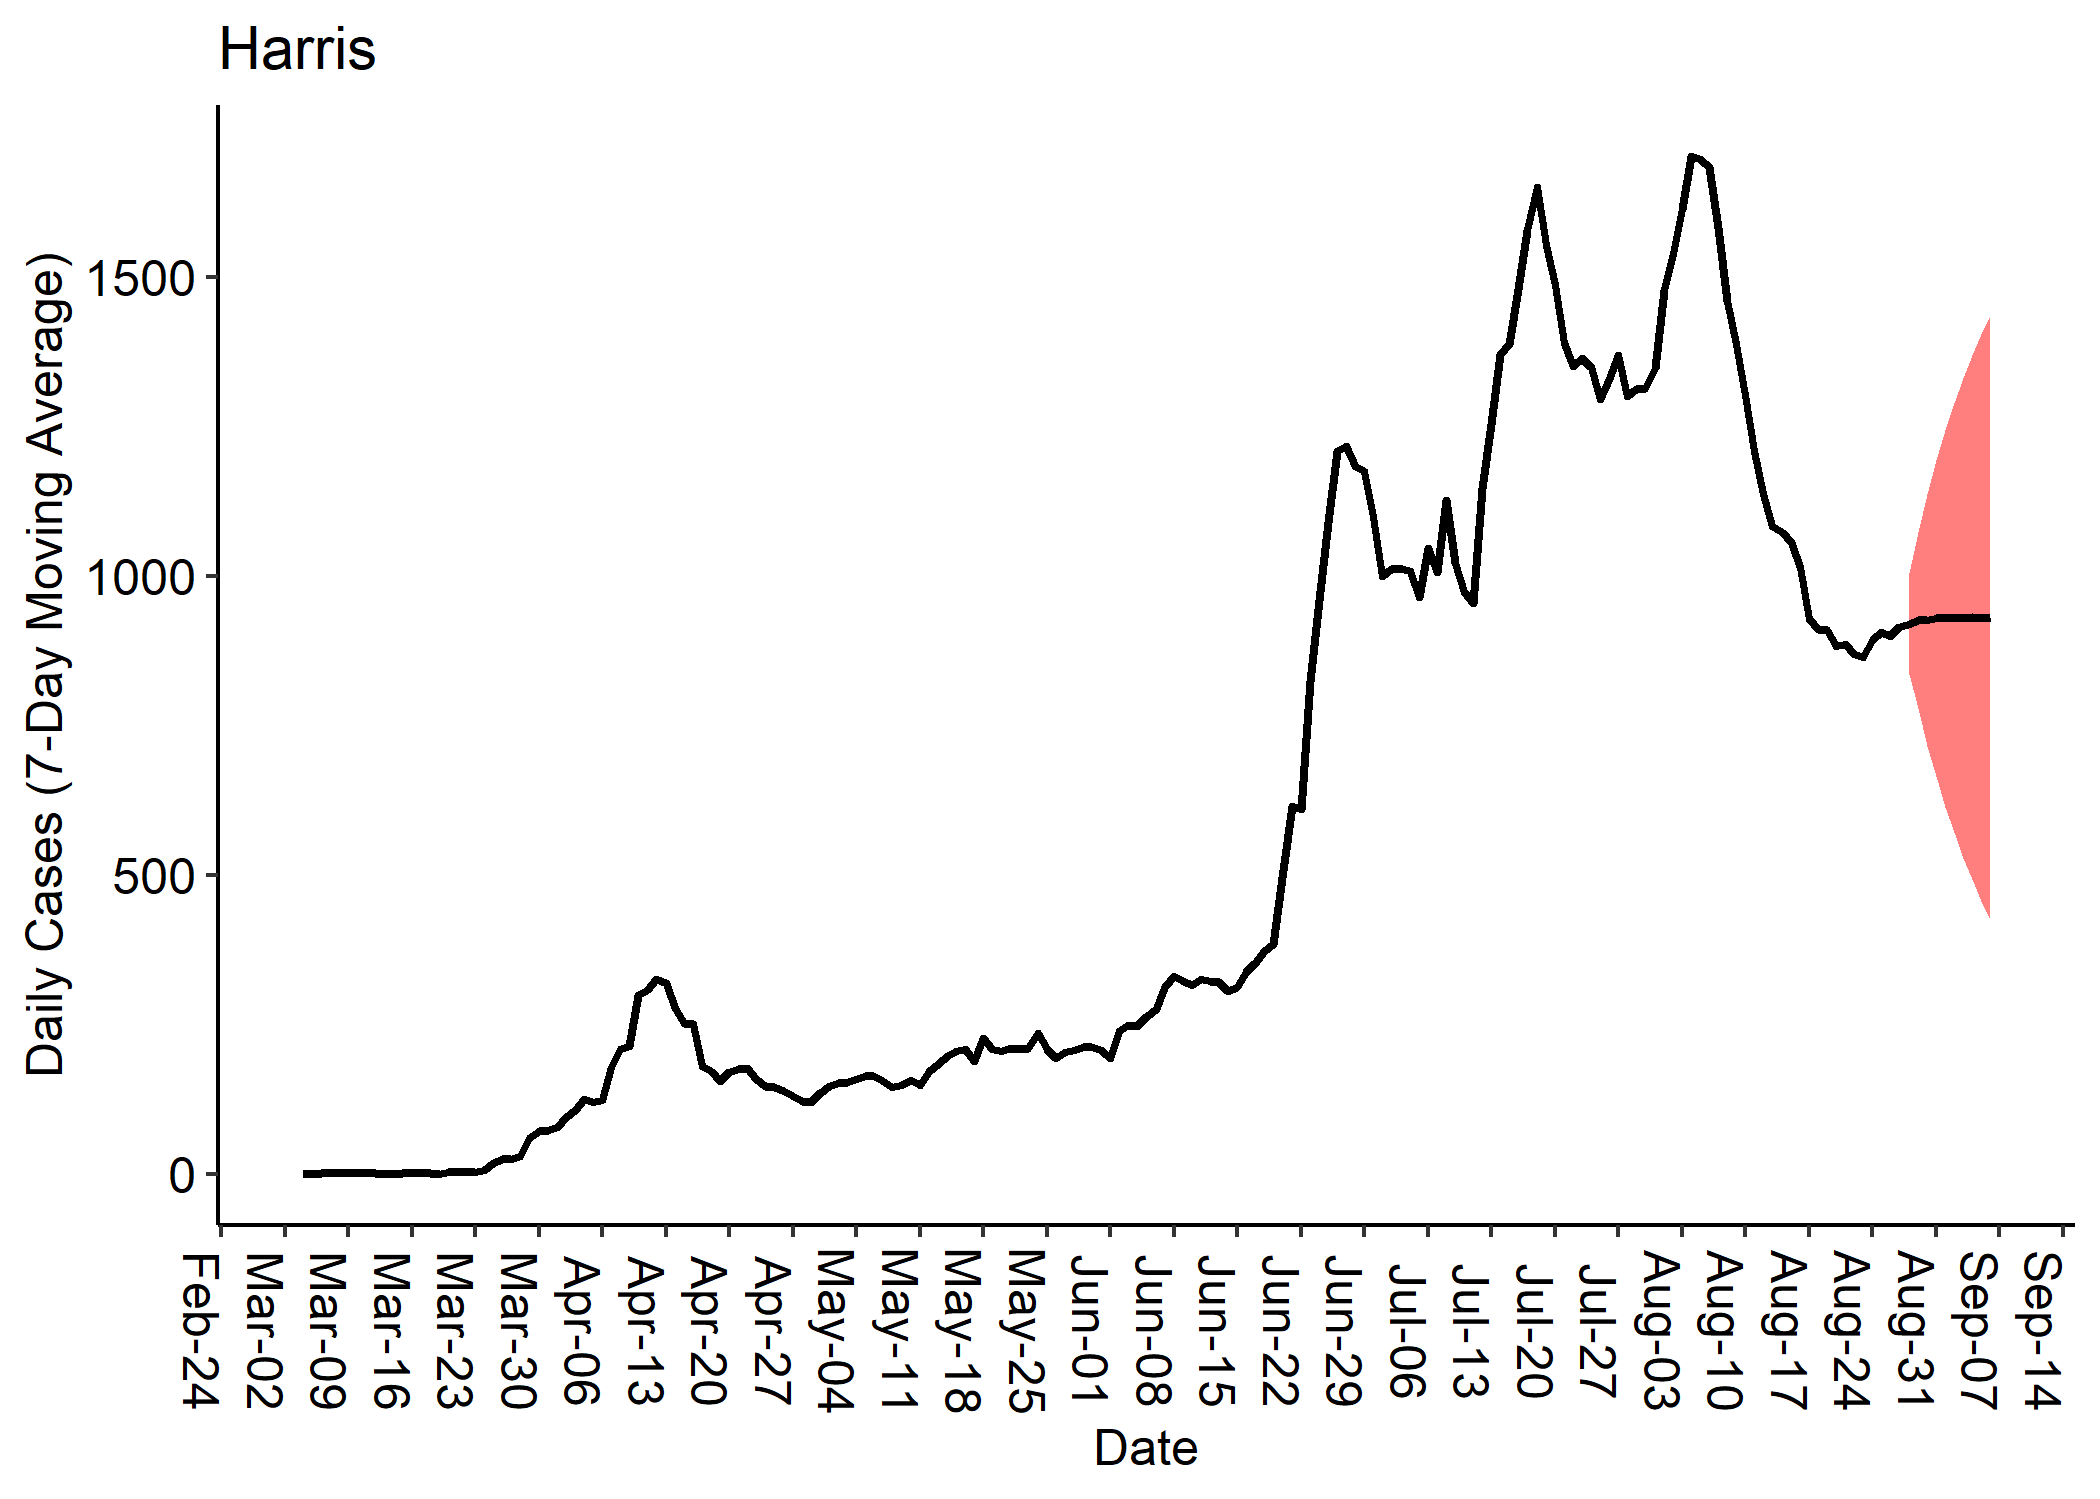 Harris
Daily Cases (7-Day Moving Average)
1500
1000
500
0
Feb-24
Mar-02
Mar-09
Mar-16
Mar-23
Mar-30
Apr-06
Apr-13
Apr-20
Apr-27
May-04
May-11
May-18
May-25
Jun-01
Jun-08
Jun-15
Jun-22
Jun-29
Jul-06
Jul-13
Jul-20
Jul-27
Aug-03
Aug-10
Aug-17
Aug-24
Aug-31
Sep-07
Sep-14
Date